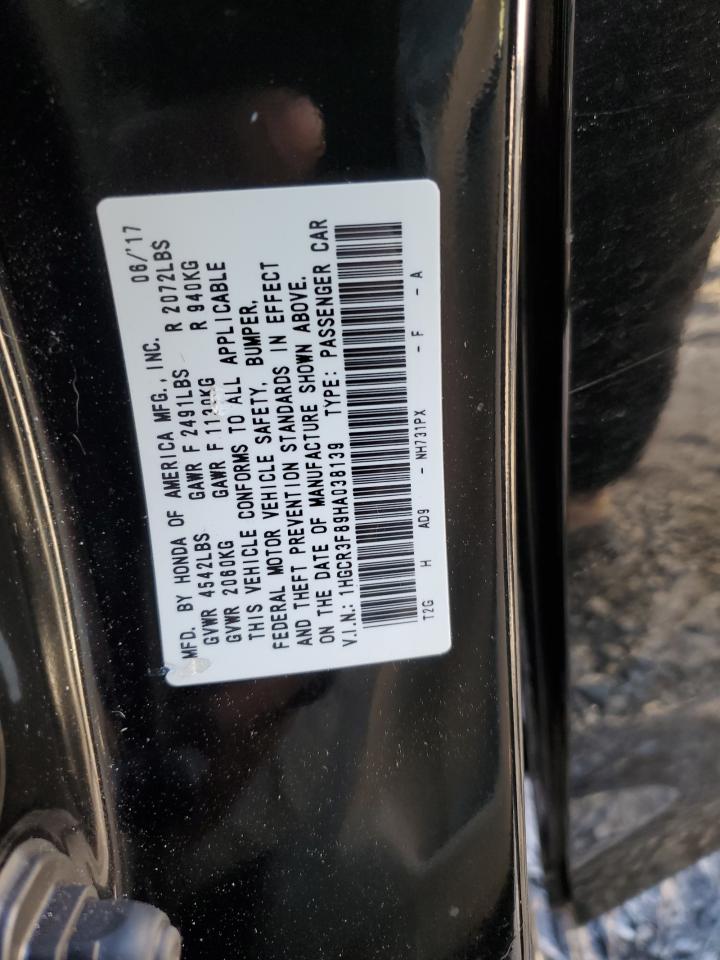 MFD. BY HONDA OF AMERICA MFG., INC. 06/'17
GVWR 4542LBS GAWR F 2491LBS R 2072LBS
GVWR 2060KG GAWR F 1130KG R 940KG
THIS VEHICLE CONFORMS TO ALL APPLICABLE
FEDERAL MOTOR VEHICLE SAFETY, BUMPER,
AND THEFT PREVENTION STANDARDS IN EFFECT
ON THE DATE OF MANUFACTURE SHOWN ABOVE.
V.I.N.: 1HGCR3F89HA038139 TYPE: PASSENGER CAR
T2G H AD9 - NH731PX - F - A